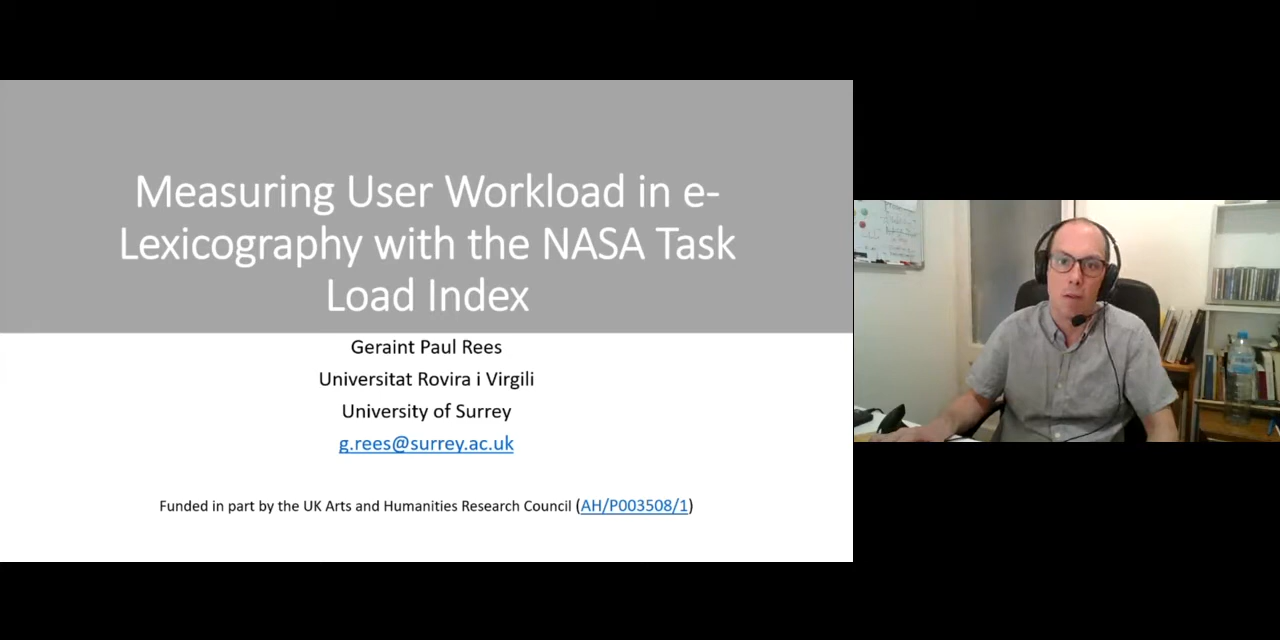 Measuring User Workload in e-
Lexicography with the NASA Task
Load Index
Geraint Paul Rees
Universitat Rovira i Virgili
University of Surrey
g.rees@surrey.ac.uk
Funded in part by the UK Arts and Humanities Research Council (AH/P003508/1)